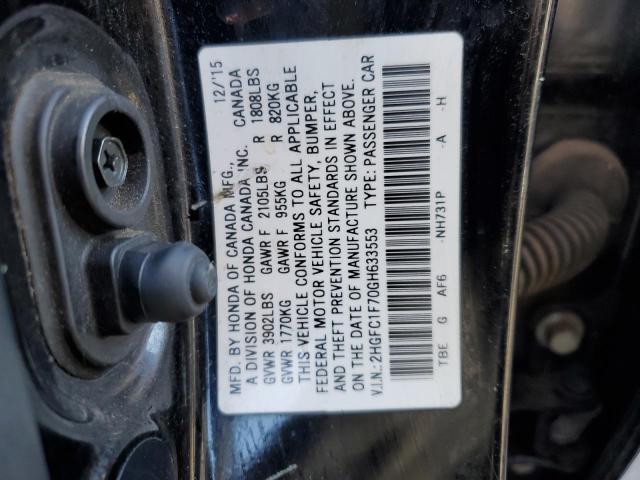 MFD. BY HONDA OF CANADA MFG., 12/'15
A DIVISION OF HONDA CANADA INC. CANADA
GVWR 3902LBS GAWR F 2105LBS R 1808LBS
GVWR 1770KG GAWR F 955KG R 820KG
THIS VEHICLE CONFORMS TO ALL APPLICABLE
FEDERAL MOTOR VEHICLE SAFETY, BUMPER,
AND THEFT PREVENTION STANDARDS IN EFFECT
ON THE DATE OF MANUFACTURE SHOWN ABOVE.
V.I.N.: 2HGFC1F70GH633553 TYPE: PASSENGER CAR
TBE G AF6 -NH731P -A -H